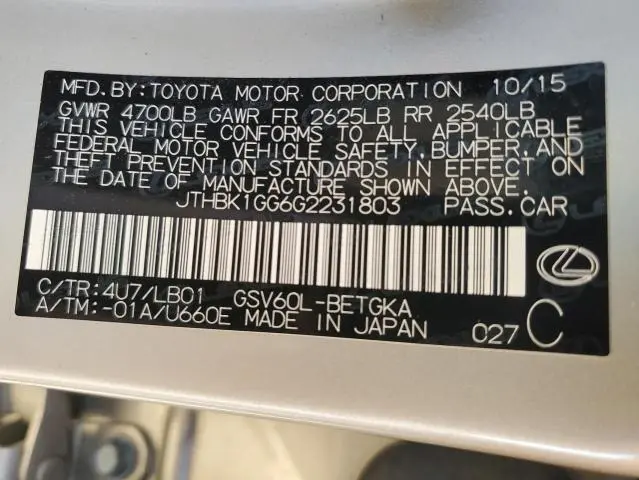 MFD.BY:TOYOTA MOTOR CORPORATION 10/15
GVWR 4700LB GAWR FR 2625LB RR 2540LB
THIS VEHICLE CONFORMS TO ALL APPLICABLE
FEDERAL MOTOR VEHICLE SAFETY,BUMPER,AND
THEFT PREVENTION STANDARDS IN EFFECT ON
THE DATE OF MANUFACTURE SHOWN ABOVE.
JTHBK1GG6G2231803 PASS.CAR
C/TR:4U7/LB01 GSV60L-BETGKA
A/TM:-01A/U660E MADE IN JAPAN 027 C